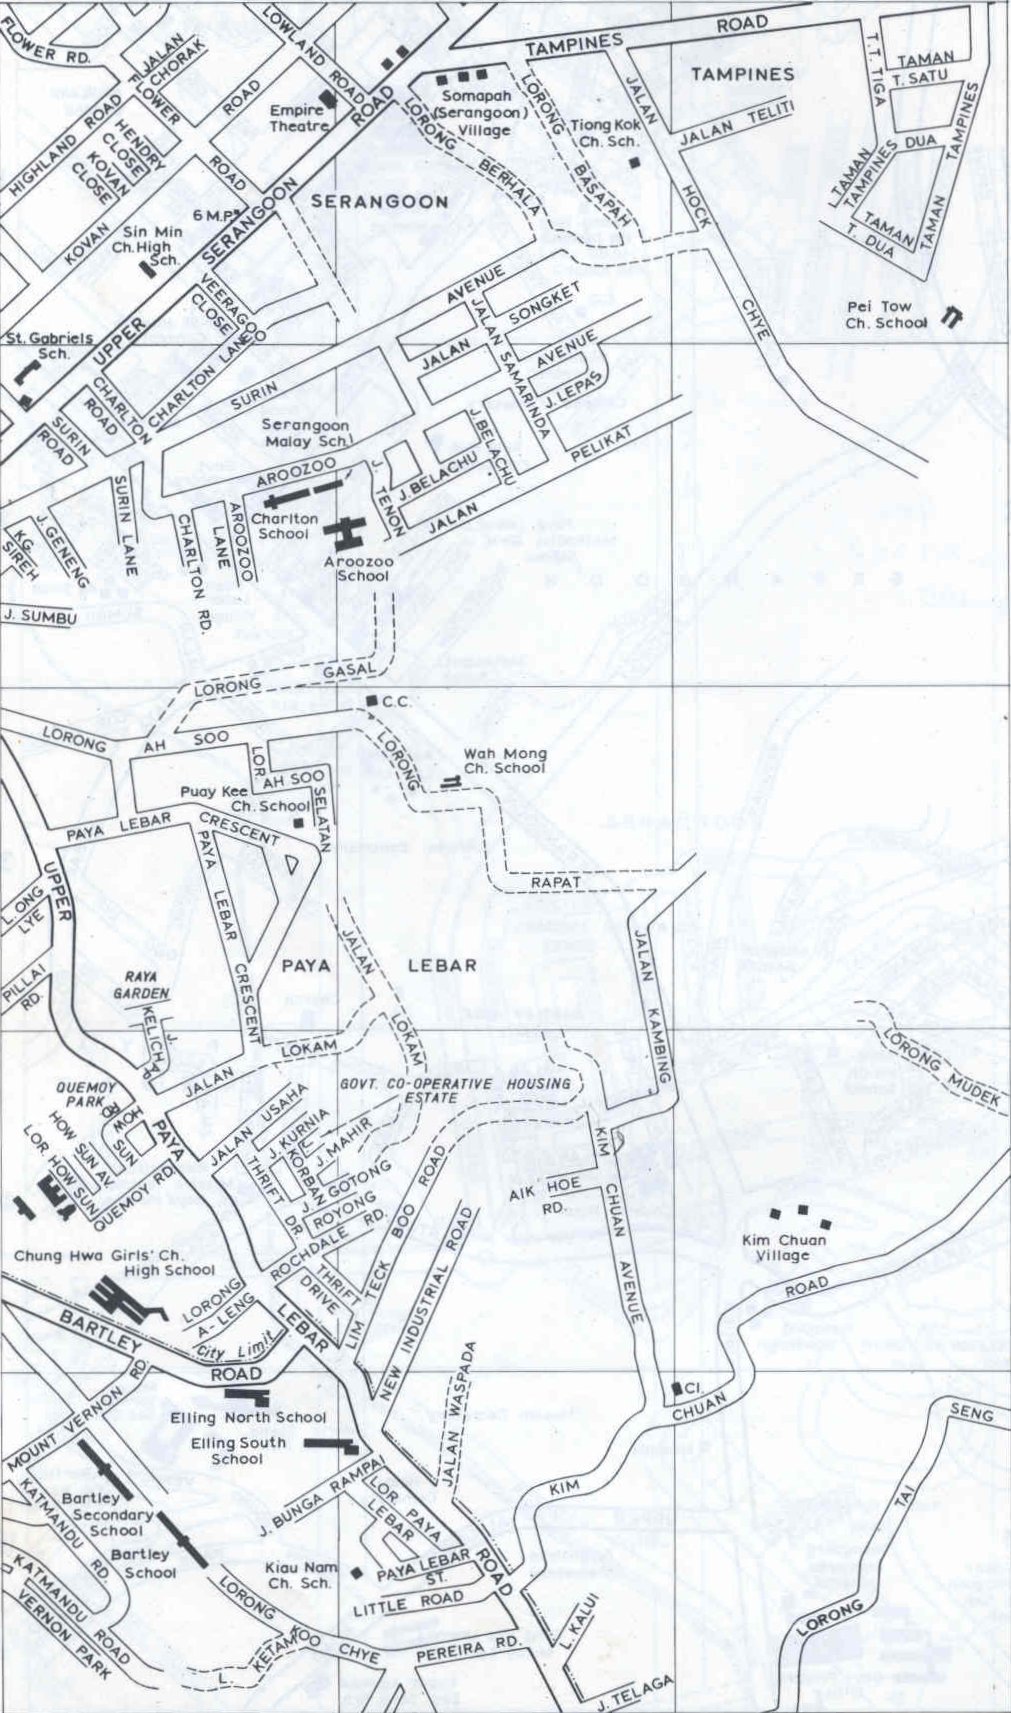 FLOWER RD.
JALAN
CHORAK
LOWLAND ROAD
TAMPINES ROAD
HIGHLAND ROAD
LOWER
ROAD
HENDRY
CLOSE
KOVAN
CLOSE
KOVAN
ROAD
Empire
Theatre
ROAD
Somapah
(Serangoon)
Village
LORONG
BERHALA
LORONG
BASAPAH
Tiong Kok
Ch. Sch.
JALAN
HOCK
CHYE
TAMPINES
JALAN TELITI
T.T. TIGA
TAMAN
T. SATU
TAMAN
TAMPINES DUA
TAMAN
TAMPINES
TAMAN
T. DUA
6 M.P.
SERANGOON
SERANGOON
Sin Min
Ch.High
Sch.
VEERAGOO
CLOSE
UPPER
St. Gabriels
Sch.
CHARLTON LANE
CHARLTON
ROAD
SURIN
ROAD
SURIN
AVENUE
JALAN
SONGKET
JALAN SAMARINDA
AVENUE
J. LEPAS
Pei Tow
Ch. School
Serangoon
Malay Sch.
AROOZOO
J.
TENON
J. BELACHU
J. BELACHU
JALAN
PELIKAT
Charlton
School
Aroozoo
School
SURIN LANE
CHARLTON RD.
AROOZOO
LANE
J. GENENG
KG.
SIREH
J. SUMBU
LORONG
GASAL
C.C.
LORONG
AH SOO
LORONG
LOR.
AH SOO
SELATAN
Wah Mong
Ch. School
Puay Kee
Ch. School
PAYA LEBAR
CRESCENT
PAYA LEBAR CRESCENT
RAPAT
UPPER
L. ONG
LYE
PILLAI
RD.
JALAN
LOKAM
PAYA LEBAR
JALAN KAMBING
RAYA
GARDEN
J.
KELICHAP
LOKAM
JALAN
LORONG MUDEK
GOVT. CO-OPERATIVE HOUSING
ESTATE
QUEMOY
PARK
HOW
SUN
HOW SUN AV.
LOR. HOW SUN
QUEMOY RD.
PAYA
JALAN USAHA
J. KURNIA
J. MAHIR
J. KORBAN
J. GOTONG
ROYONG
THRIFT
DR.
ROCHDALE RD.
THRIFT
DRIVE
LIM TECK BOO ROAD
NEW INDUSTRIAL ROAD
AIK HOE
RD.
KIM
CHUAN
AVENUE
Kim Chuan
Village
ROAD
Chung Hwa Girls' Ch.
High School
LORONG
A-LENG
City Limit
LEBAR
BARTLEY
ROAD
Elling North School
Elling South
School
MOUNT VERNON RD.
JALAN WASPADA
C.I.
CHUAN
KIM
SENG
TAI
LORONG
KATMANDU RD.
Bartley
Secondary
School
Bartley
School
KATMANDU
ROAD
VERNON PARK
J. BUNGA RAMPAI
LOR. PAYA
LEBAR
PAYA LEBAR
ST.
LITTLE ROAD
ROAD
Kiau Nam
Ch. Sch.
LORONG
CHYE
L.
KETAMOO
PEREIRA RD.
L. KALUI
J. TELAGA